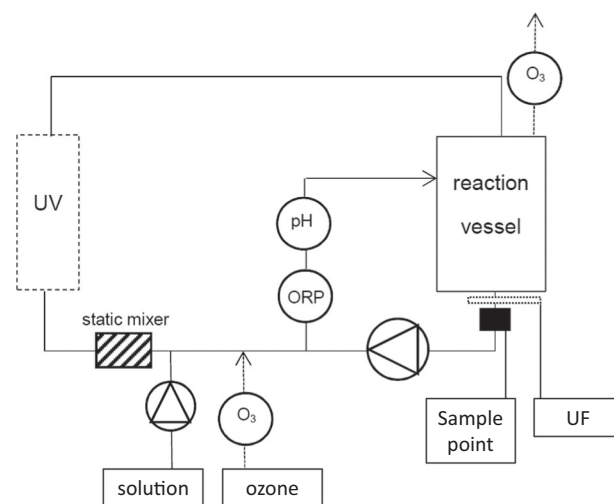 O₃
UV
reaction
vessel
pH
ORP
static mixer
O₃
Sample
point
UF
solution
ozone